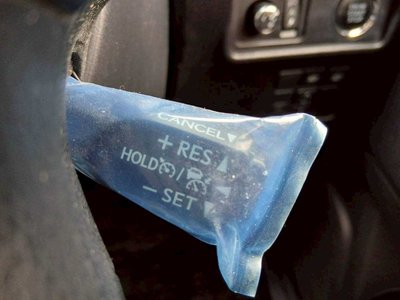 CANCEL▼
+ RES▲
HOLD /
− SET▼